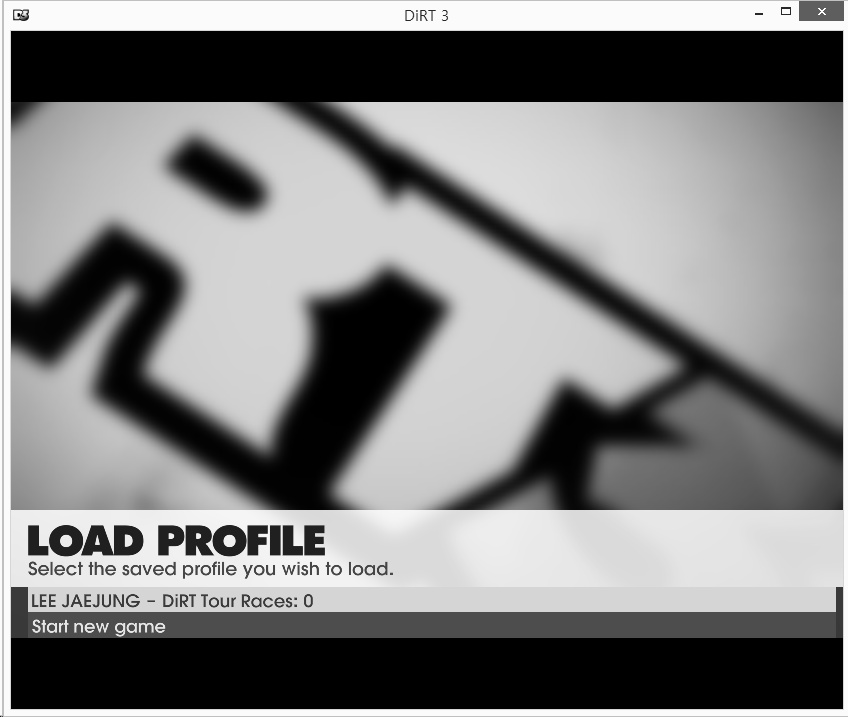 DiRT 3
LOAD PROFILE
Select the saved profile you wish to load.
LEE JAEJUNG – DiRT Tour Races: 0
Start new game